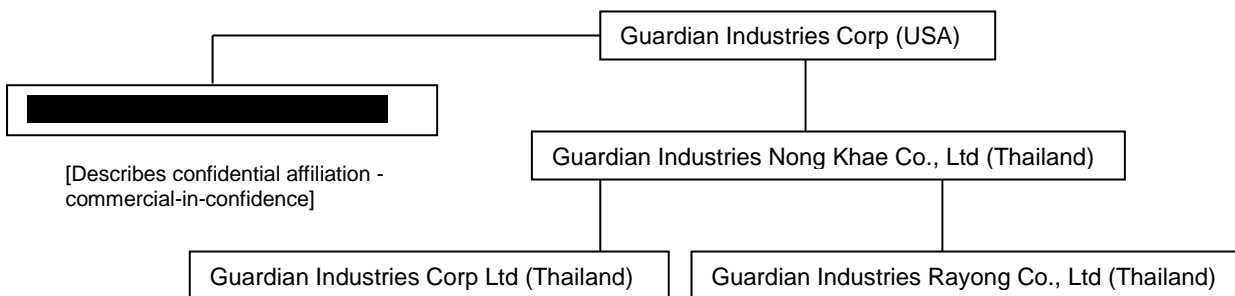 Guardian Industries Corp (USA)
Guardian Industries Nong Khae Co., Ltd (Thailand)
[Describes confidential affiliation -
commercial-in-confidence]
Guardian Industries Corp Ltd (Thailand)
Guardian Industries Rayong Co., Ltd (Thailand)